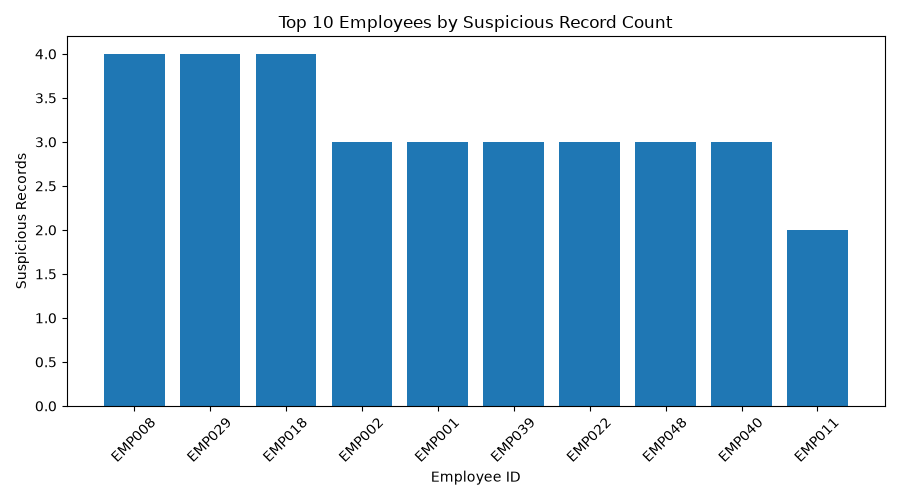 Top 10 Employees by Suspicious Record Count
Suspicious Records
4.0
3.5
3.0
2.5
2.0
1.5
1.0
0.5
0.0
EMP008
EMP029
EMP018
EMP002
EMP001
EMP039
EMP022
EMP048
EMP040
EMP011
Employee ID